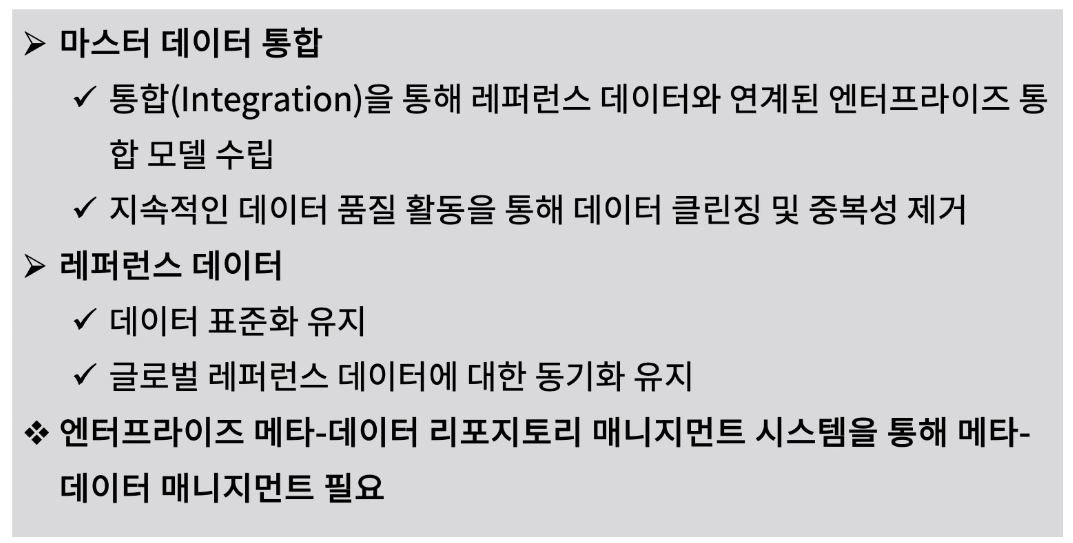 ➢ 마스터 데이터 통합
✓ 통합(Integration)을 통해 레퍼런스 데이터와 연계된 엔터프라이즈 통
합 모델 수립
✓ 지속적인 데이터 품질 활동을 통해 데이터 클린징 및 중복성 제거
➢ 레퍼런스 데이터
✓ 데이터 표준화 유지
✓ 글로벌 레퍼런스 데이터에 대한 동기화 유지
❖ 엔터프라이즈 메타-데이터 리포지토리 매니지먼트 시스템을 통해 메타-
데이터 매니지먼트 필요